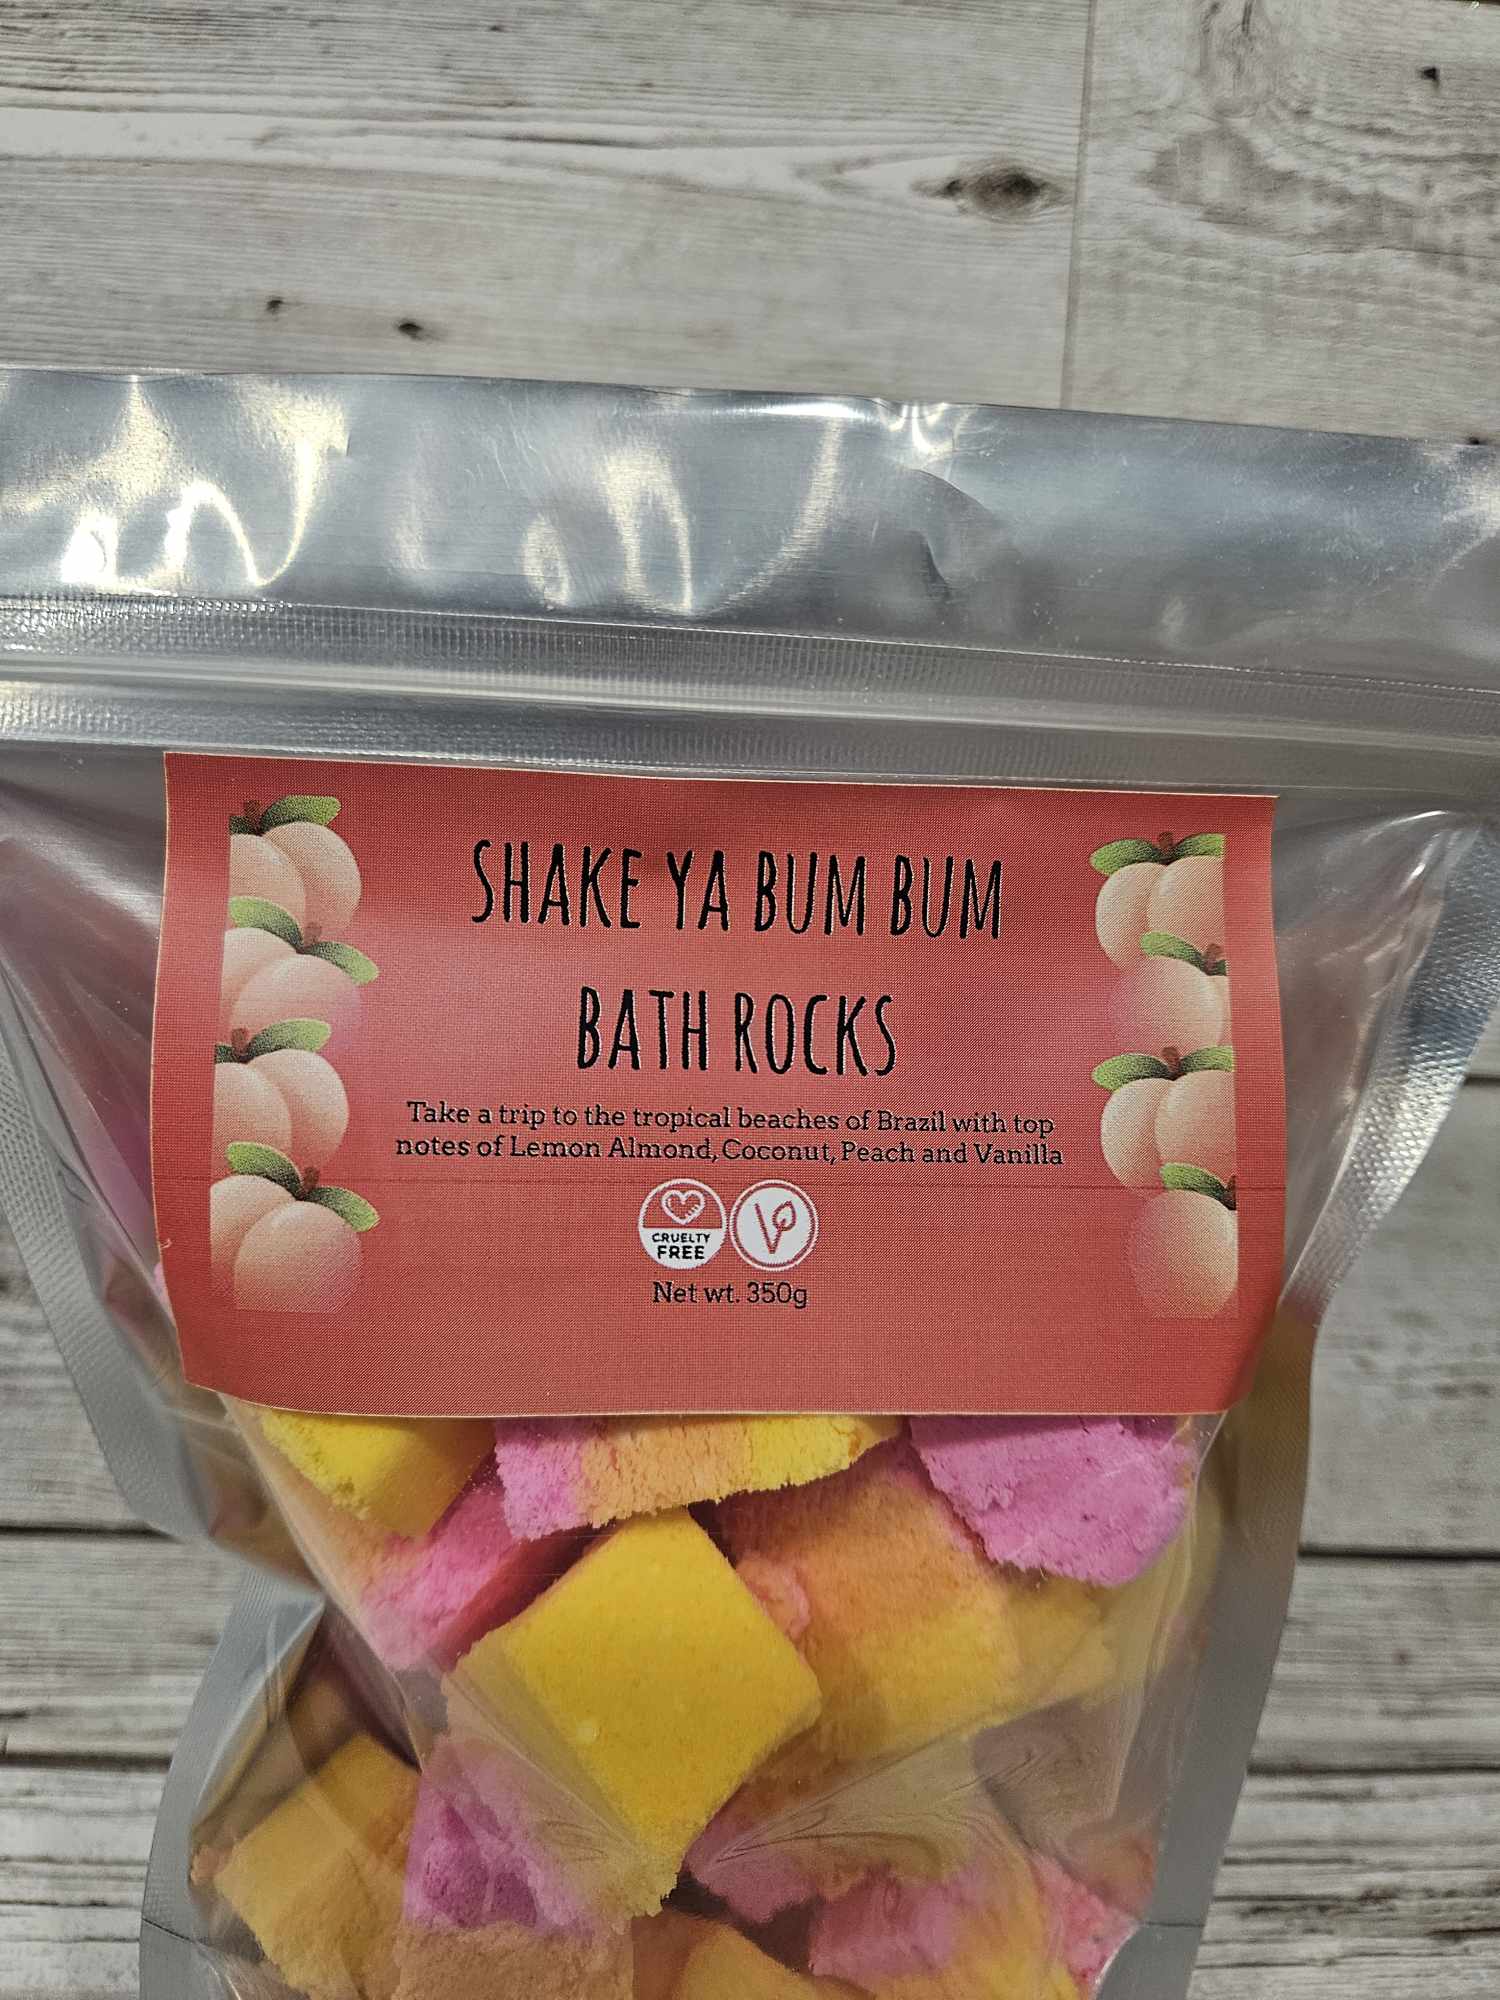 SHAKE YA BUM BUM
BATH ROCKS
Take a trip to the tropical beaches of Brazil with top
notes of Lemon Almond, Coconut, Peach and Vanilla
CRUELTY
FREE
V
Net wt. 350g